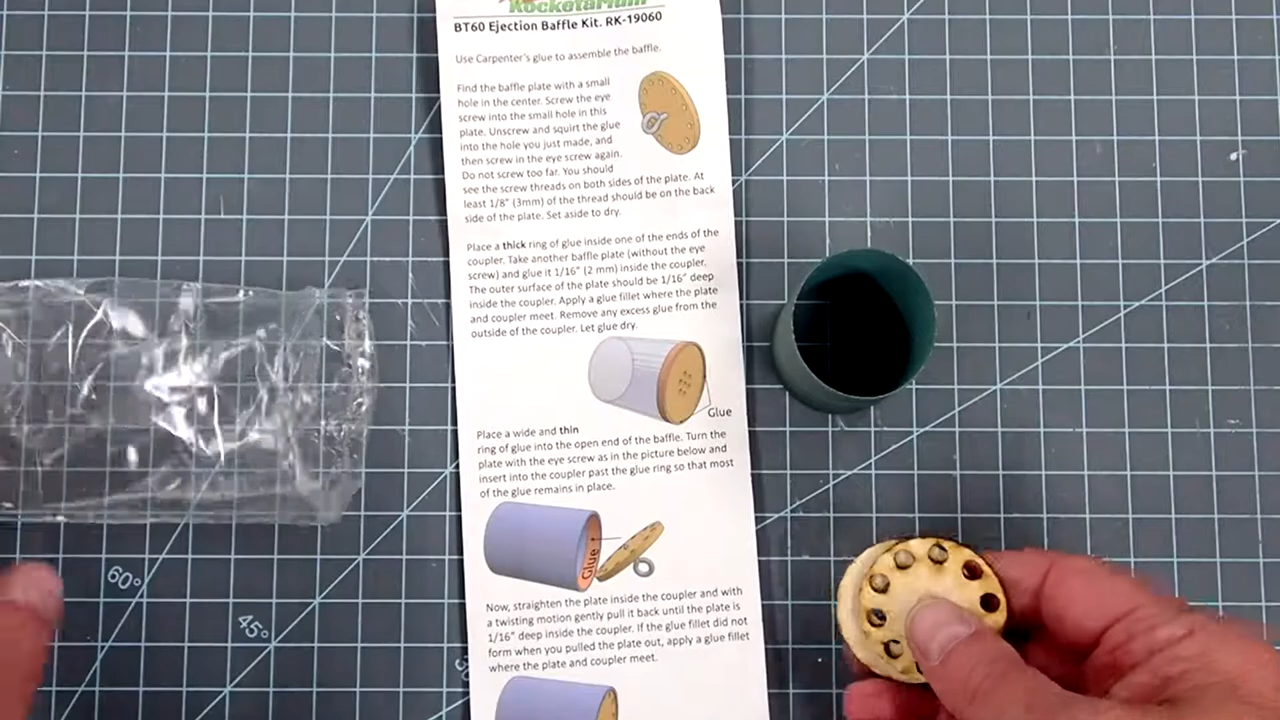 Rocketarium
BT60 Ejection Baffle Kit. RK-19060
Use Carpenter's glue to assemble the baffle.
Find the baffle plate with a small
hole in the center. Screw the eye
screw into the small hole in this
plate. Unscrew and squirt the glue
into the hole you just made, and
then screw in the eye screw again.
Do not screw too far. You should
see the screw threads on both sides of the plate. At
least 1/8" (3mm) of the thread should be on the back
side of the plate. Set aside to dry.
Place a thick ring of glue inside one of the ends of the
coupler. Take another baffle plate (without the eye
screw) and glue it 1/16" (2 mm) inside the coupler.
The outer surface of the plate should be 1/16" deep
inside the coupler. Apply a glue fillet where the plate
and coupler meet. Remove any excess glue from the
outside of the coupler. Let glue dry.
Glue
Place a wide and thin
ring of glue into the open end of the baffle. Turn the
plate with the eye screw as in the picture below and
insert into the coupler past the glue ring so that most
of the glue remains in place.
Glue
Now, straighten the plate inside the coupler and with
a twisting motion gently pull it back until the plate is
1/16" deep inside the coupler. If the glue fillet did not
form when you pulled the plate out, apply a glue fillet
where the plate and coupler meet.
60°
45°